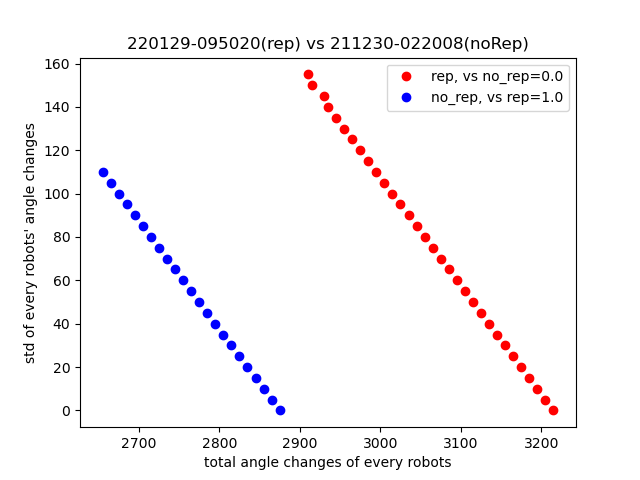 220129-095020(rep) vs 211230-022008(noRep)
rep, vs no_rep=0.0
no_rep, vs rep=1.0
std of every robots' angle changes
160
140
120
100
80
60
40
20
0
2700 2800 2900 3000 3100 3200
total angle changes of every robots